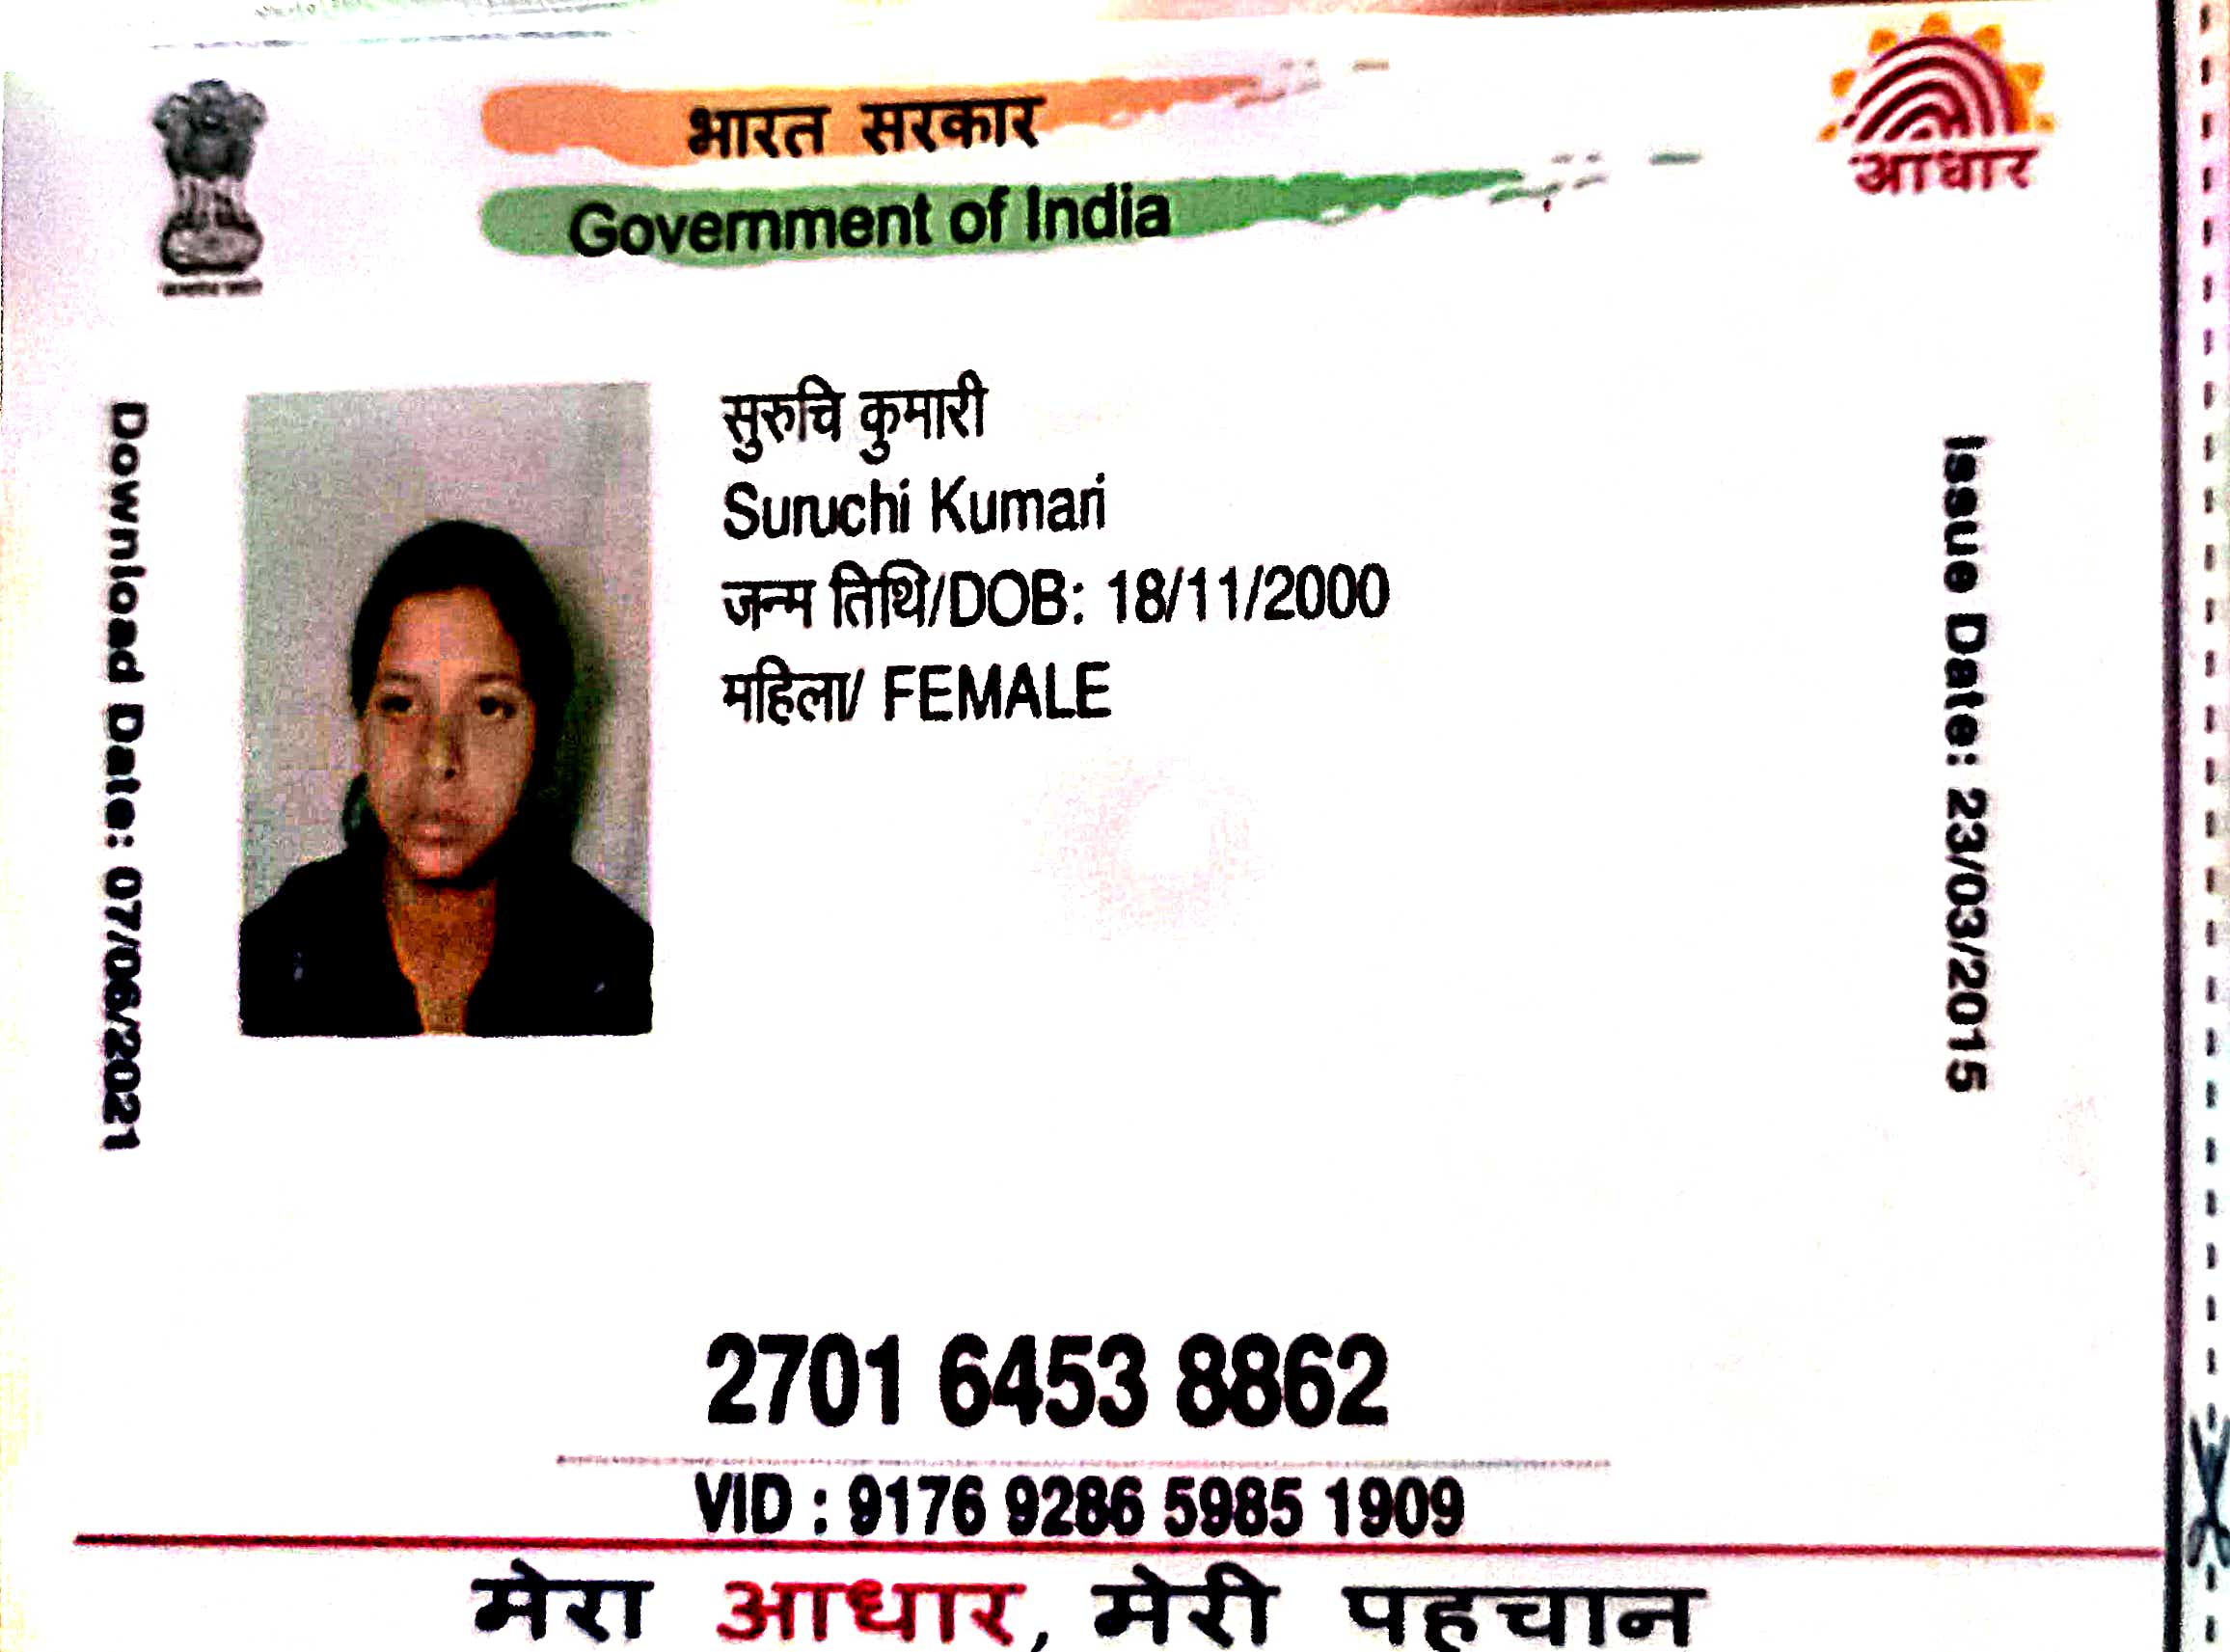 भारत सरकार
Government of India
आधार
Download Date: 07/06/2021
सुरुचि कुमारी
Suruchi Kumari
जन्म तिथि/DOB: 18/11/2000
महिला/ FEMALE
Issue Date: 23/03/2015
2701 6453 8862
VID : 9176 9286 5985 1909
मेरा आधार, मेरी पहचान